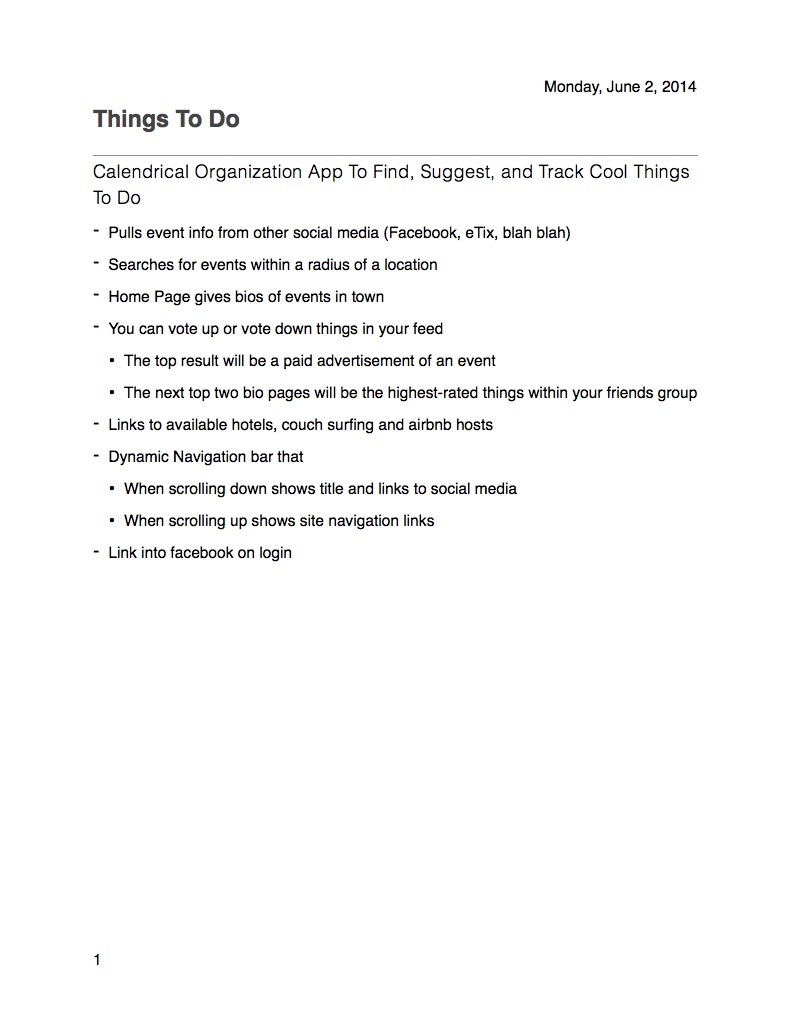 Monday, June 2, 2014
Things To Do
Calendrical Organization App To Find, Suggest, and Track Cool Things
To Do
- Pulls event info from other social media (Facebook, eTix, blah blah)
- Searches for events within a radius of a location
- Home Page gives bios of events in town
- You can vote up or vote down things in your feed
• The top result will be a paid advertisement of an event
• The next top two bio pages will be the highest-rated things within your friends group
- Links to available hotels, couch surfing and airbnb hosts
- Dynamic Navigation bar that
• When scrolling down shows title and links to social media
• When scrolling up shows site navigation links
- Link into facebook on login
1